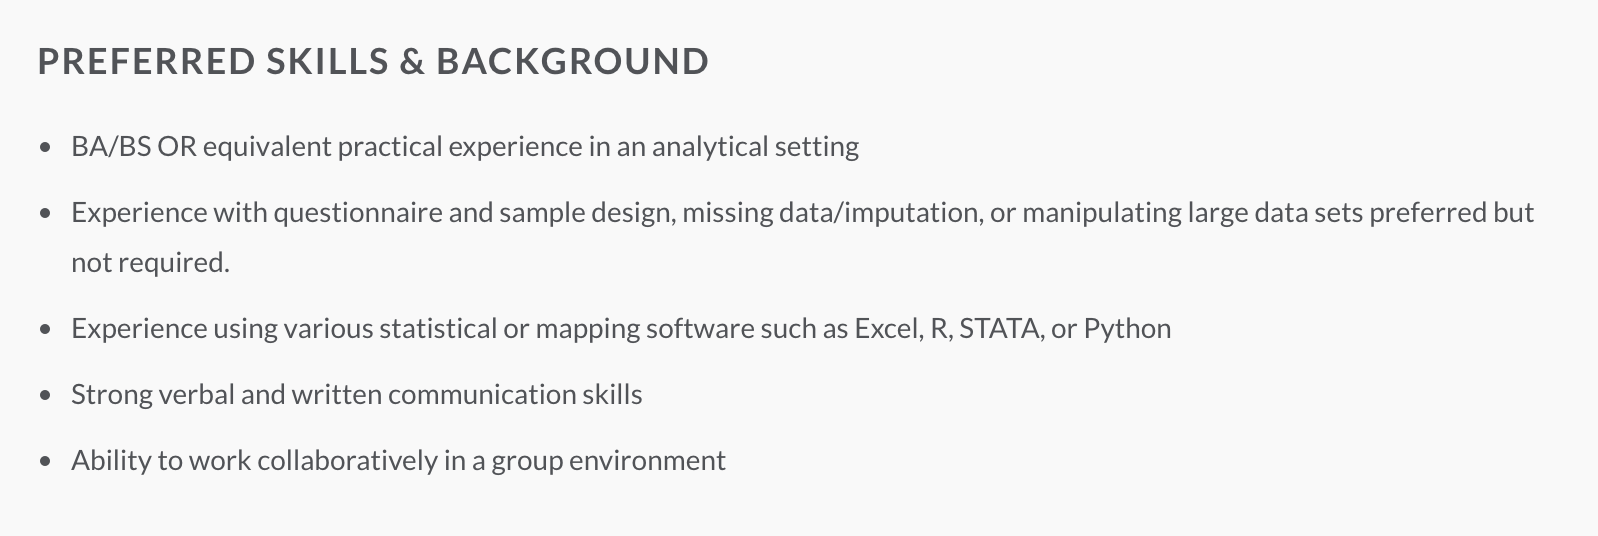 PREFERRED SKILLS & BACKGROUND
• BA/BS OR equivalent practical experience in an analytical setting
• Experience with questionnaire and sample design, missing data/imputation, or manipulating large data sets preferred but
not required.
• Experience using various statistical or mapping software such as Excel, R, STATA, or Python
• Strong verbal and written communication skills
• Ability to work collaboratively in a group environment